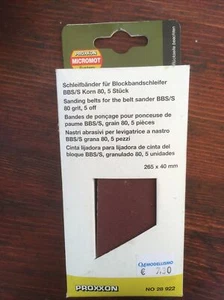 PROXXON
MICROMOT
Schleifbänder für Blockbandschleifer
BBS/S Korn 80, 5 Stück
Sanding belts for the belt sander BBS/S
80 grit, 5 off
Bandes de ponçage pour ponceuse de
paume BBS/S, grain 80, 5 pièces
Nastri abrasivi per levigatrice a nastro
BBS/S grana 80, 5 pezzi
Cinta lijadora para lijadora de cinta del
bloque BBS/S, granulado 80, 5 unidades
265 x 40 mm
€ 7,30
PROXXON
NO 28 922